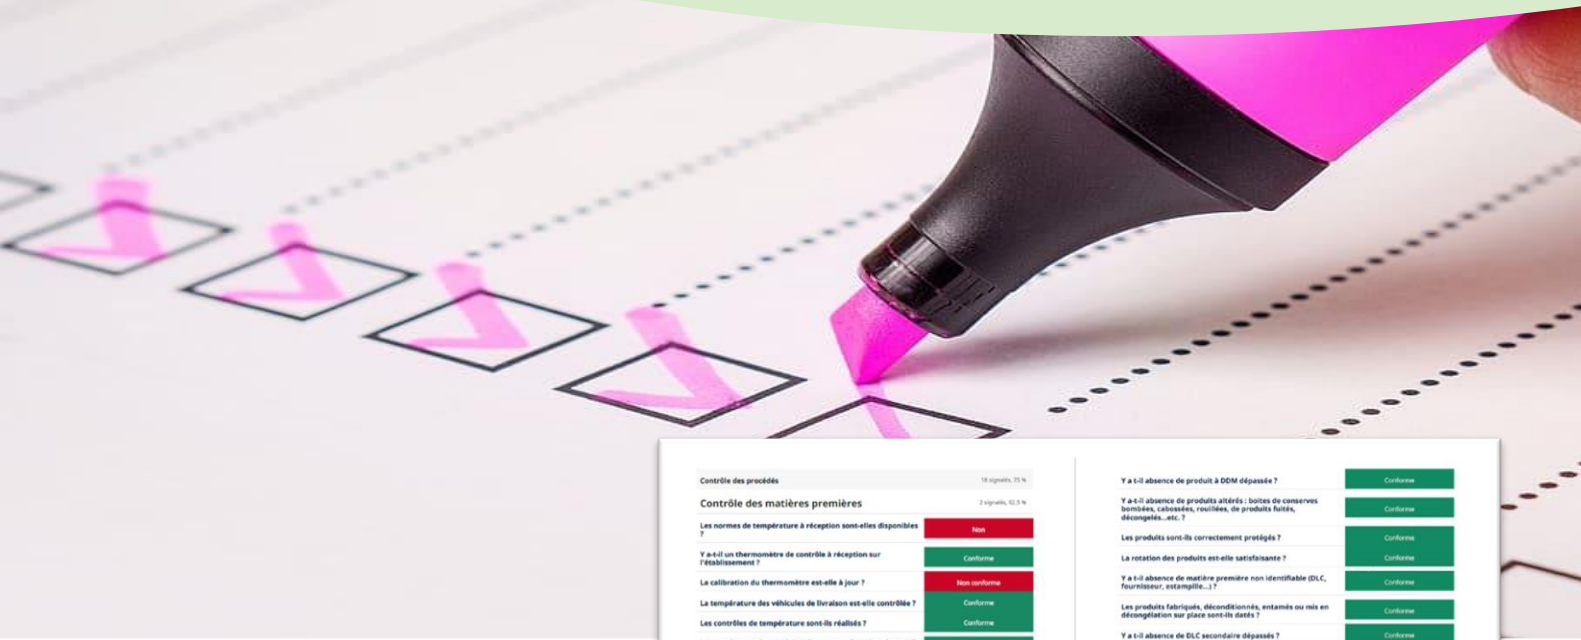 Contrôle des procédés
18 signalés, 75 %
Contrôle des matières premières
2 signalés, 92,5 %
Les normes de température à réception sont-elles disponibles
?
Non
Y a-t-il un thermomètre de contrôle à réception sur
l'établissement ?
Conforme
La calibration du thermomètre est-elle à jour ?
Non conforme
La température des véhicules de livraison est-elle contrôlée ?
Conforme
Les contrôles de température sont-ils réalisés ?
Conforme
Y a t-il absence de produit à DDM dépassée ?
Conforme
Y a-t-il absence de produits altérés : boites de conserves
bombées, cabossées, rouillées, de produits fuités,
décongelés...etc. ?
Conforme
Les produits sont-ils correctement protégés ?
Conforme
La rotation des produits est-elle satisfaisante ?
Conforme
Y a t-il absence de matière première non identifiable (DLC,
fournisseur, estampille...) ?
Conforme
Les produits fabriqués, déconditionnés, entamés ou mis en
décongélation sur place sont-ils datés ?
Conforme
Y a t-il absence de DLC secondaire dépassés ?
Conforme